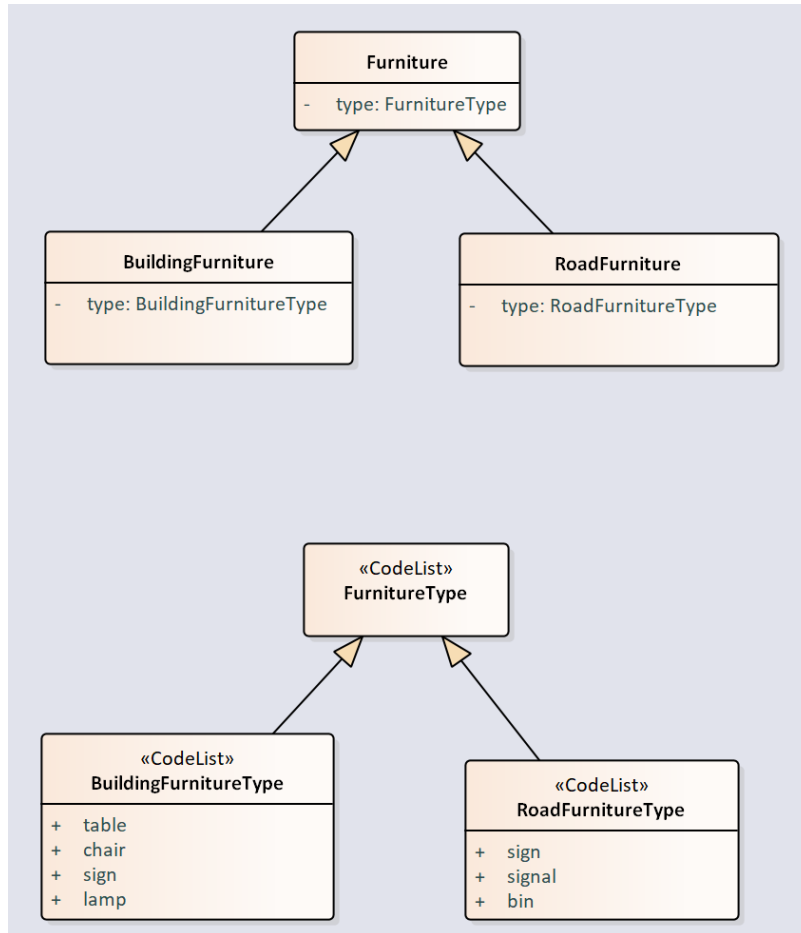 Furniture
- type: FurnitureType
BuildingFurniture
- type: BuildingFurnitureType
RoadFurniture
- type: RoadFurnitureType
«CodeList»
FurnitureType
«CodeList»
BuildingFurnitureType
+ table
+ chair
+ sign
+ lamp
«CodeList»
RoadFurnitureType
+ sign
+ signal
+ bin